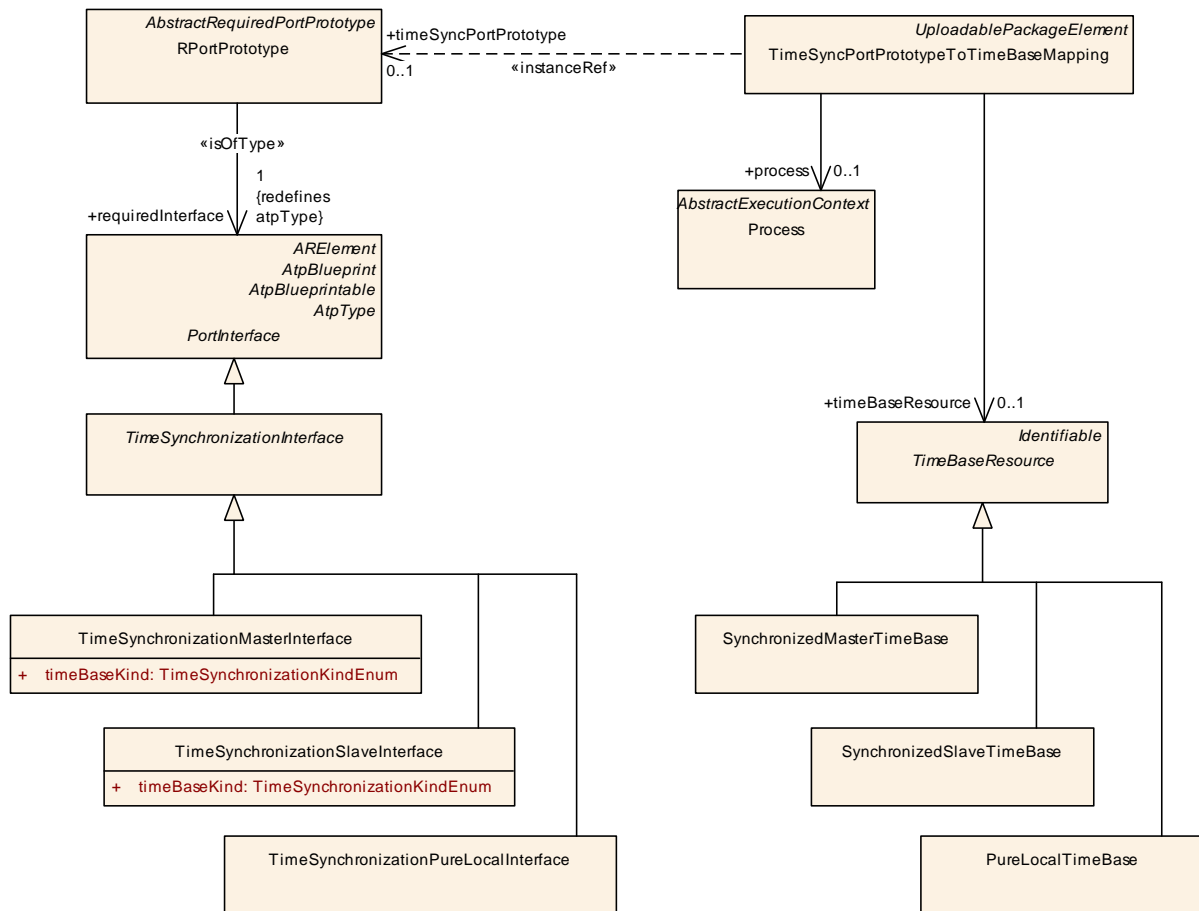 AbstractRequiredPortPrototype
RPortPrototype
+timeSyncPortPrototype
0..1
«instanceRef»
UploadablePackageElement
TimeSyncPortPrototypeToTimeBaseMapping
«isOfType»
1
{redefines
atpType}
+requiredInterface
+process
0..1
AbstractExecutionContext
Process
ARElement
AtpBlueprint
AtpBlueprintable
AtpType
PortInterface
+timeBaseResource
0..1
TimeSynchronizationInterface
Identifiable
TimeBaseResource
TimeSynchronizationMasterInterface
+ timeBaseKind: TimeSynchronizationKindEnum
SynchronizedMasterTimeBase
TimeSynchronizationSlaveInterface
+ timeBaseKind: TimeSynchronizationKindEnum
SynchronizedSlaveTimeBase
TimeSynchronizationPureLocalInterface
PureLocalTimeBase